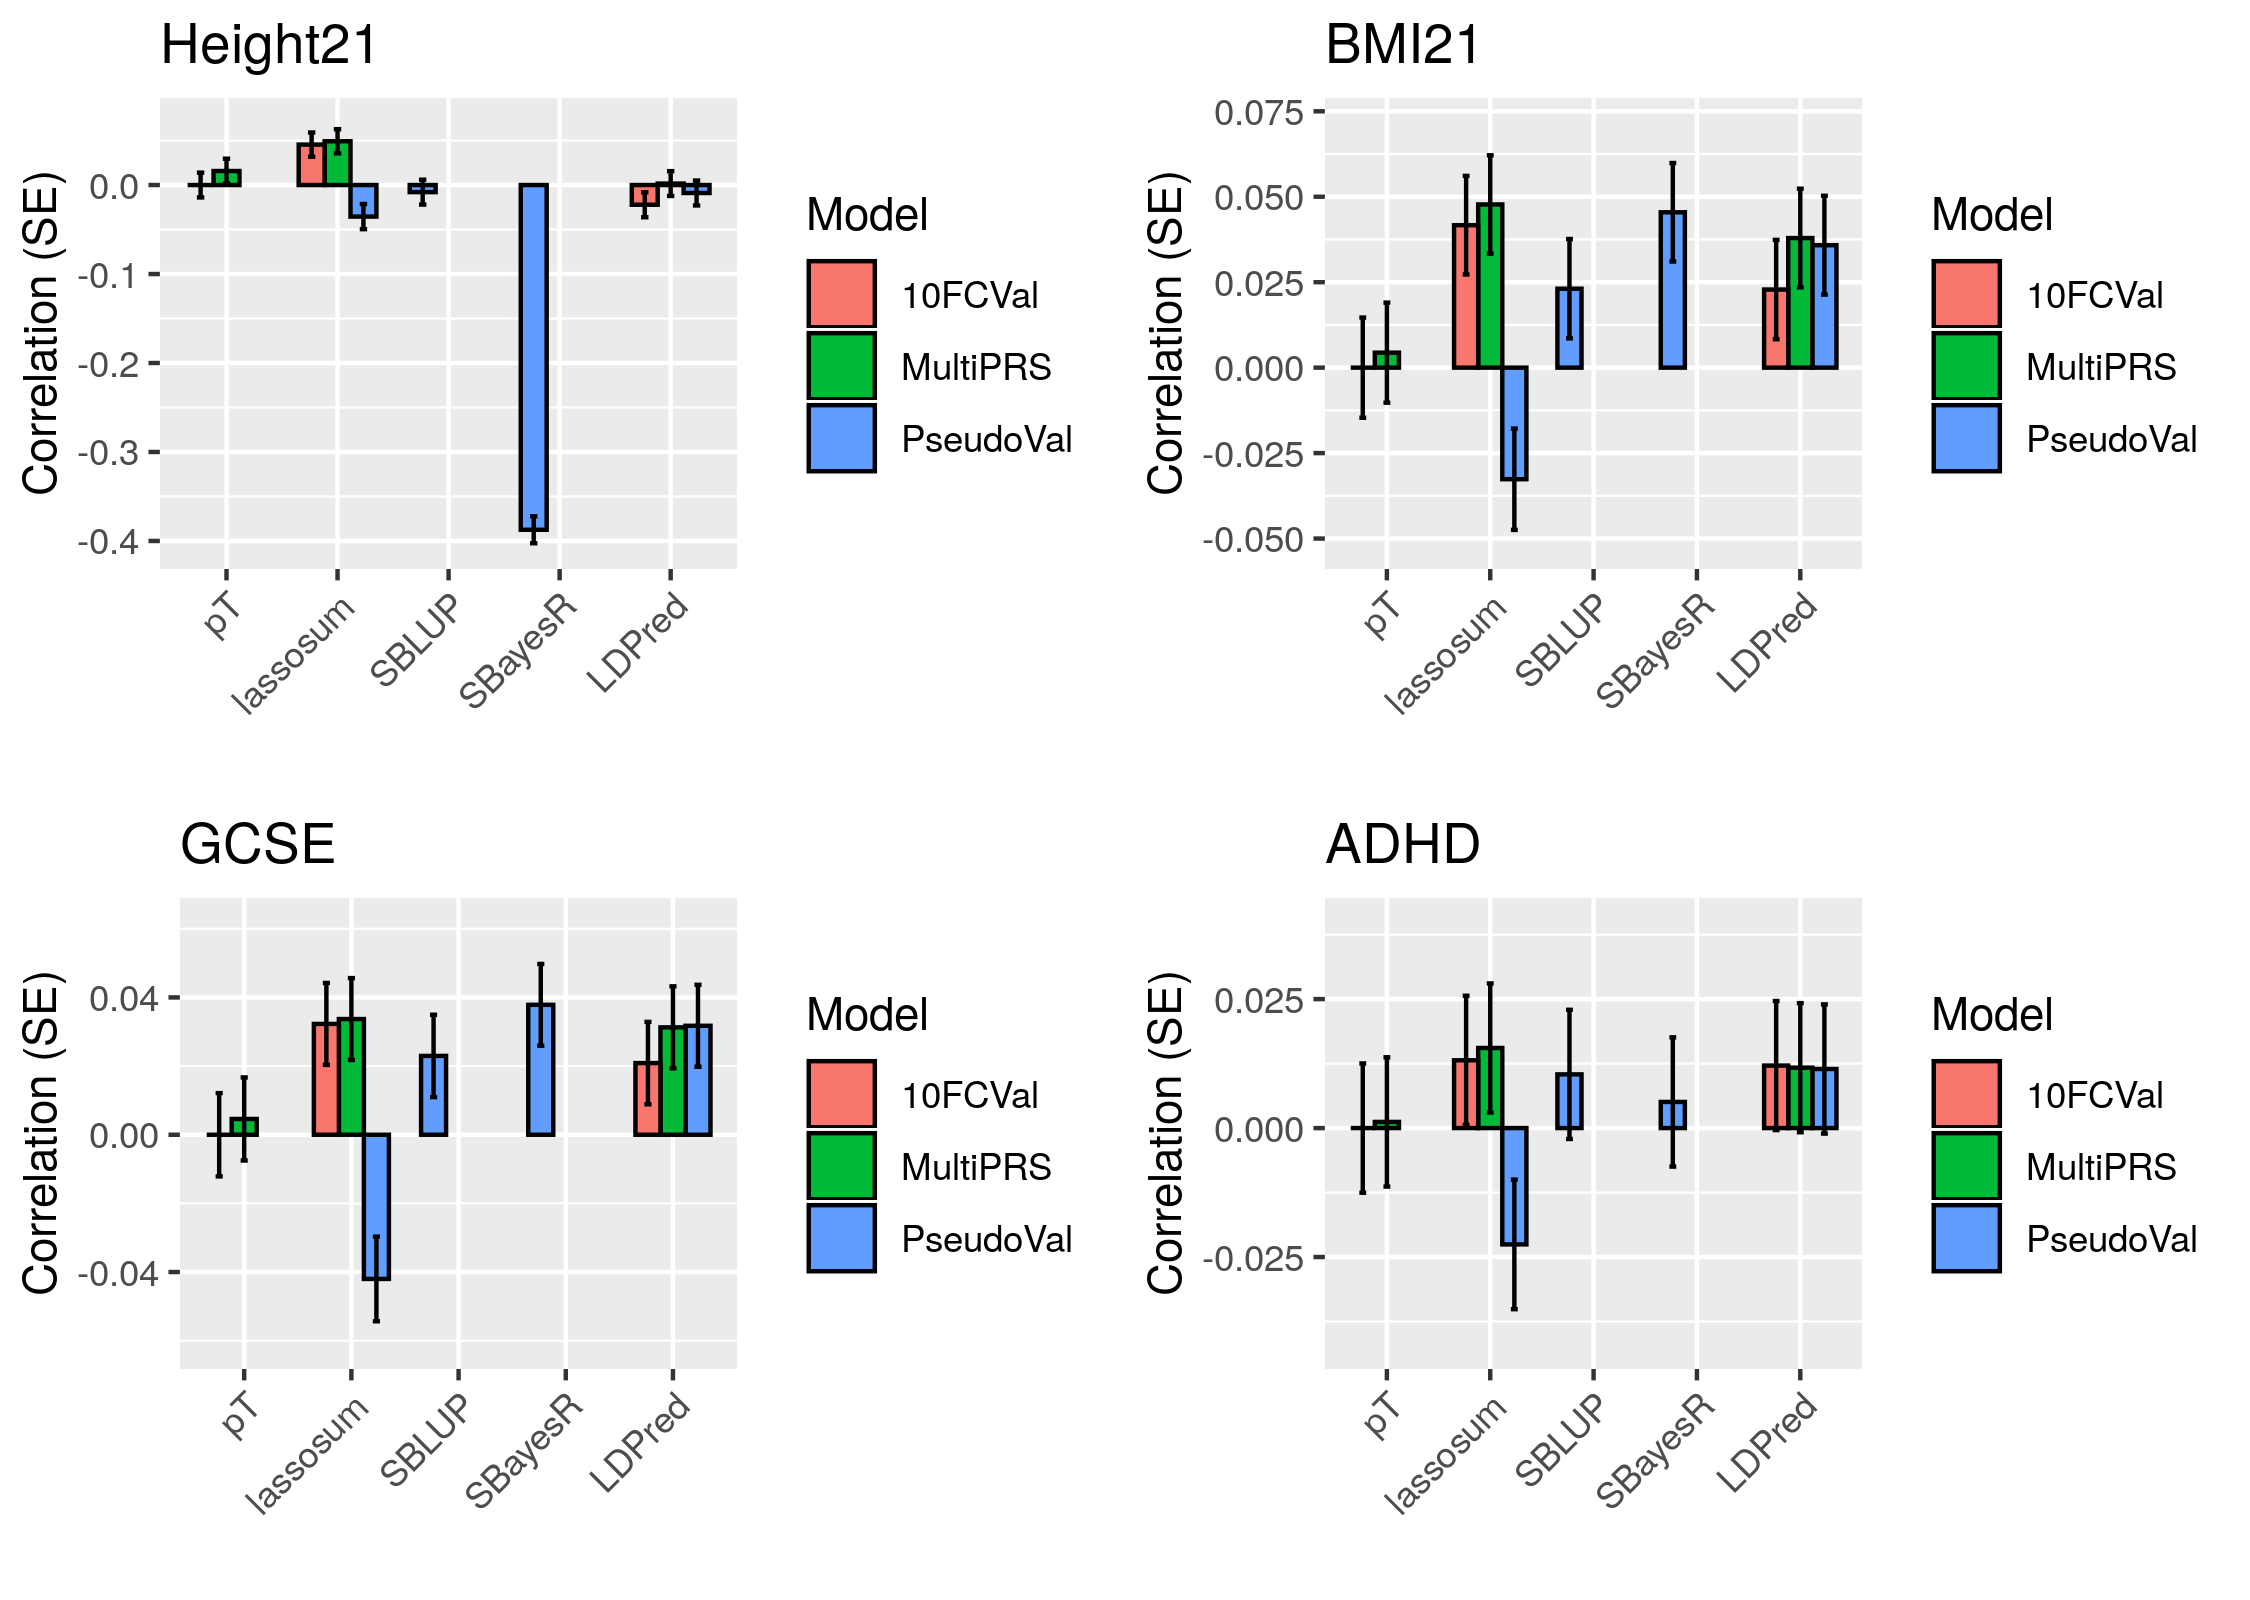 Height21
Correlation (SE)
0.0
-0.1
-0.2
-0.3
-0.4
pT
lassosum
SBLUP
SBayesR
LDPred
Model
10FCVal
MultiPRS
PseudoVal
BMI21
Correlation (SE)
0.075
0.050
0.025
0.000
-0.025
-0.050
pT
lassosum
SBLUP
SBayesR
LDPred
Model
10FCVal
MultiPRS
PseudoVal
GCSE
Correlation (SE)
0.04
0.00
-0.04
pT
lassosum
SBLUP
SBayesR
LDPred
Model
10FCVal
MultiPRS
PseudoVal
ADHD
Correlation (SE)
0.025
0.000
-0.025
pT
lassosum
SBLUP
SBayesR
LDPred
Model
10FCVal
MultiPRS
PseudoVal